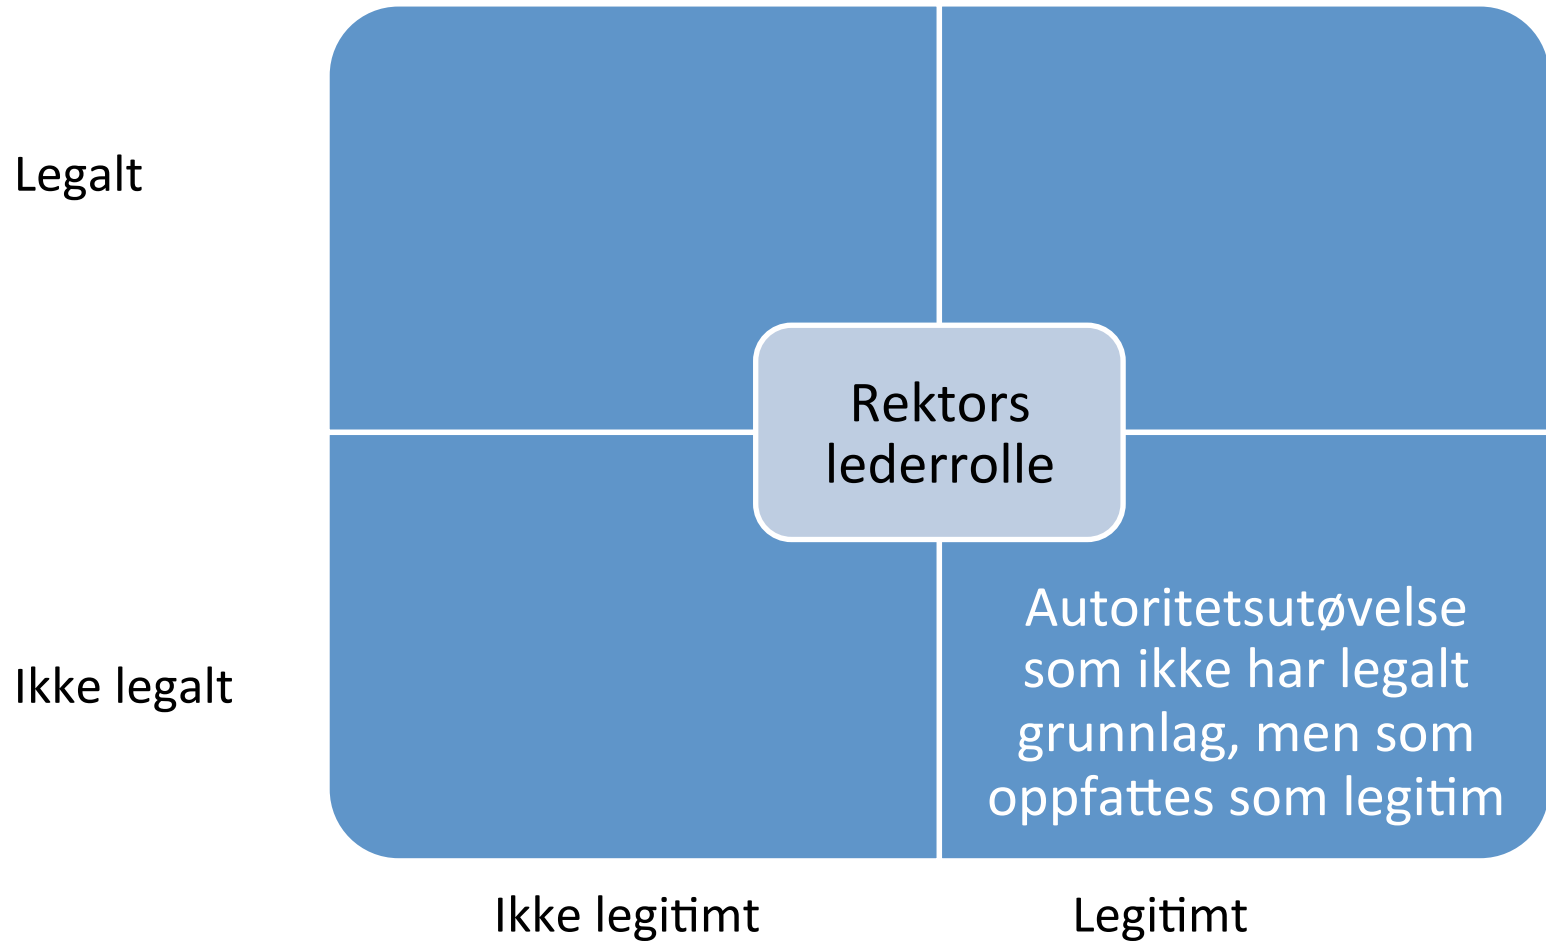 Legalt
Rektors
lederrolle
Ikke legalt
Autoritetsutøvelse
som ikke har legalt
grunnlag, men som
oppfattes som legitim
Ikke legitimt
Legitimt